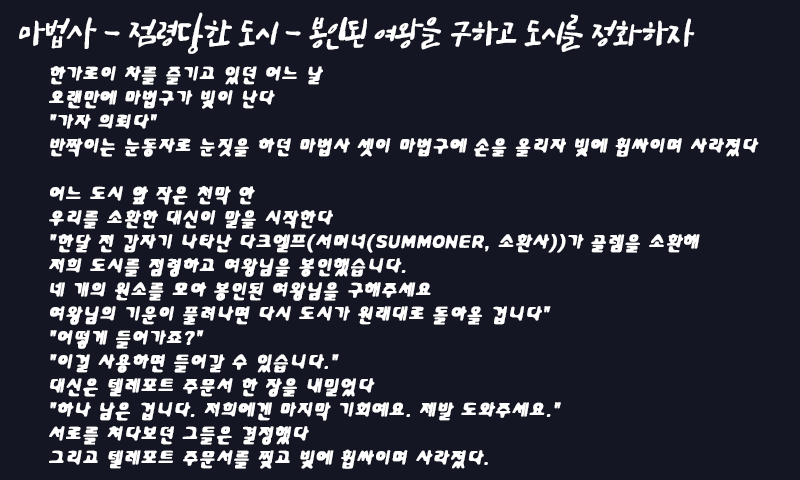 마법사 - 점령당한 도시 - 봉인된 여왕을 구하고 도시를 정화하자
한가로이 차를 즐기고 있던 어느 날
오랜만에 마법구가 빛이 난다
"가자 의뢰다"
반짝이는 눈동자로 눈짓을 하던 마법사 셋이 마법구에 손을 올리자 빛에 휩싸이며 사라졌다
어느 도시 앞 작은 천막 안
우리를 소환한 대신이 말을 시작한다
"한달 전 갑자기 나타난 다크엘프(서머너(SUMMONER, 소환사))가 골렘을 소환해
저희 도시를 점령하고 여왕님을 봉인했습니다.
네 개의 원소를 모아 봉인된 여왕님을 구해주세요
여왕님의 기운이 풀려나면 다시 도시가 원래대로 돌아올 겁니다"
"어떻게 들어가죠?"
"이걸 사용하면 들어갈 수 있습니다."
대신은 텔레포트 주문서 한 장을 내밀었다
"하나 남은 겁니다. 저희에겐 마지막 기회예요. 제발 도와주세요."
서로를 쳐다보던 그들은 결정했다
그리고 텔레포트 주문서를 찢고 빛에 휩싸이며 사라졌다.